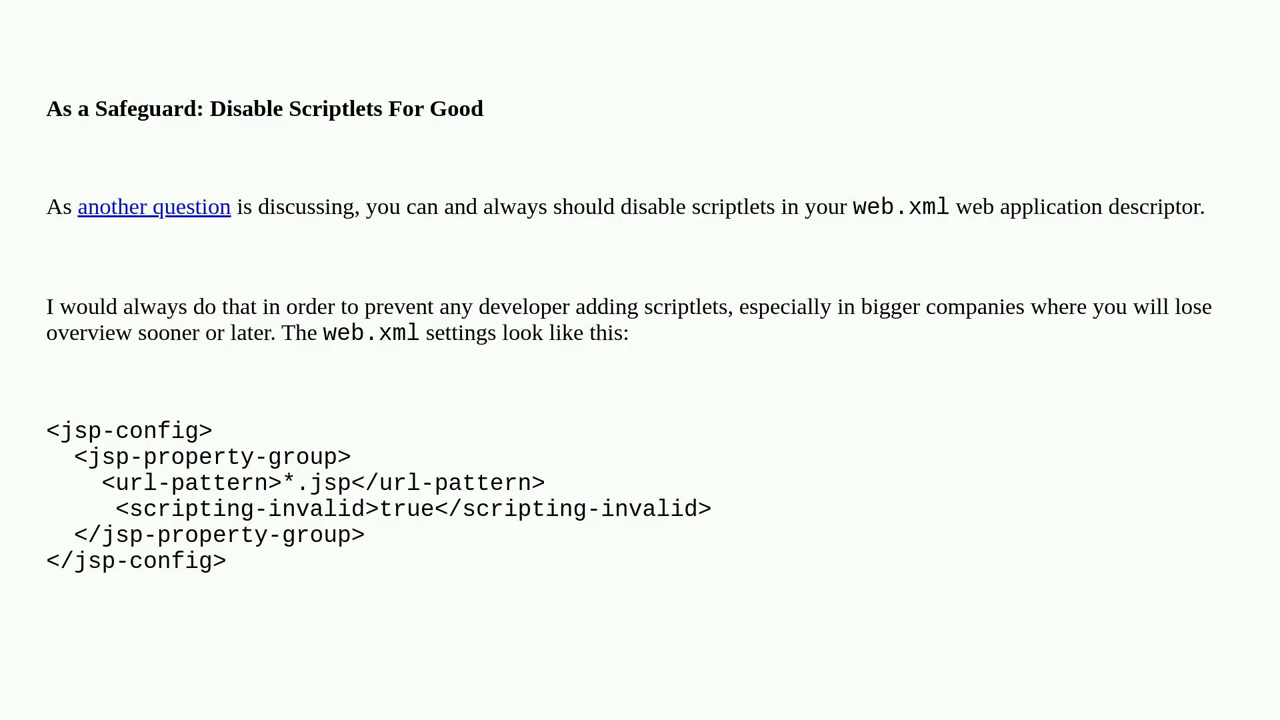 As a Safeguard: Disable Scriptlets For Good
As another question is discussing, you can and always should disable scriptlets in your web.xml web application descriptor.
I would always do that in order to prevent any developer adding scriptlets, especially in bigger companies where you will lose
overview sooner or later. The web.xml settings look like this:
<jsp-config>
  <jsp-property-group>
    <url-pattern>*.jsp</url-pattern>
     <scripting-invalid>true</scripting-invalid>
  </jsp-property-group>
</jsp-config>